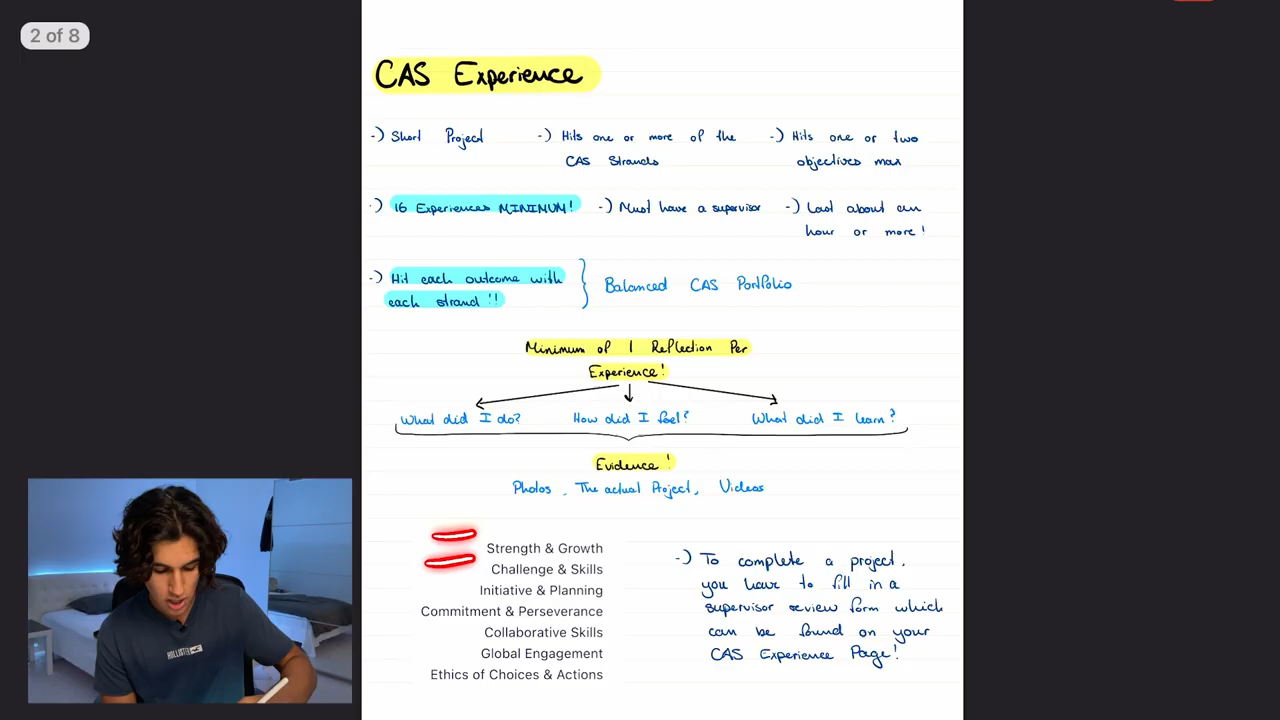 2 of 8
CAS Experience
-) Short Project
-) Hits one or more of the
CAS Strands
-) Hits one or two
objectives max
-) 16 Experiences MINIMUM!
-) Must have a supervisor
-) Last about an
hour or more!
-) Hit each outcome with
each strand!!
Balanced CAS Portfolio
Minimum of 1 Reflection Per
Experience!
What did I do?
How did I feel?
What did I learn?
Evidence!
Photos, The actual Project, Videos
Strength & Growth
Challenge & Skills
Initiative & Planning
Commitment & Perseverance
Collaborative Skills
Global Engagement
Ethics of Choices & Actions
-) To complete a project,
you have to fill in a
supervisor review form which
can be found on your
CAS Experience Page!
HOLLISTER